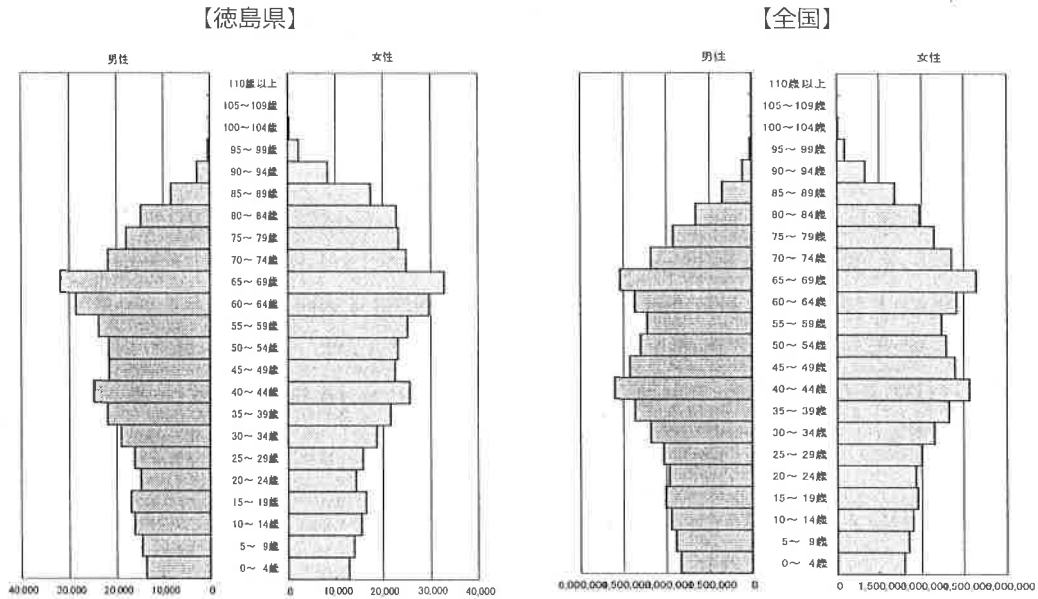 【徳島県】
男性
女性
110歳以上
105～109歳
100～104歳
95～ 99歳
90～ 94歳
85～ 89歳
80～ 84歳
75～ 79歳
70～ 74歳
65～ 69歳
60～ 64歳
55～ 59歳
50～ 54歳
45～ 49歳
40～ 44歳
35～ 39歳
30～ 34歳
25～ 29歳
20～ 24歳
15～ 19歳
10～ 14歳
5～ 9歳
0～ 4歳
40,000 30,000 20,000 10,000 0
0 10,000 20,000 30,000 40,000
【全国】
男性
女性
110歳以上
105～109歳
100～104歳
95～ 99歳
90～ 94歳
85～ 89歳
80～ 84歳
75～ 79歳
70～ 74歳
65～ 69歳
60～ 64歳
55～ 59歳
50～ 54歳
45～ 49歳
40～ 44歳
35～ 39歳
30～ 34歳
25～ 29歳
20～ 24歳
15～ 19歳
10～ 14歳
5～ 9歳
0～ 4歳
0
0 1,500,000